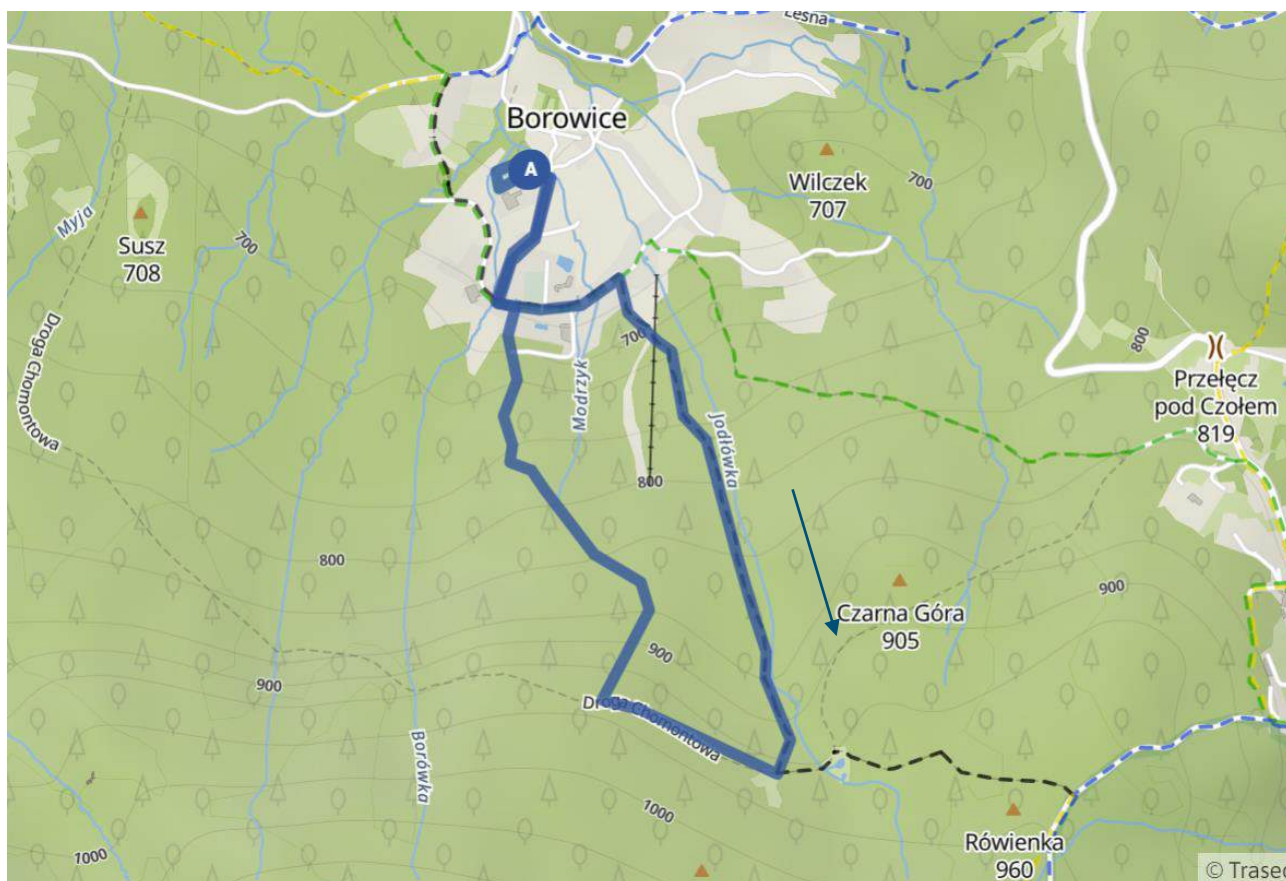 Leśna
Borowice
A
Wilczek
707
700
Myja
Susz
708
700
Droga Chomontowa
700
Modrzyk
Jodłówka
800
Przełęcz
pod Czołem
819
800
800
900
Czarna Góra
905
900
900
Droga Chomontowa
Borówka
1000
1000
Rówienka
960
© Trase